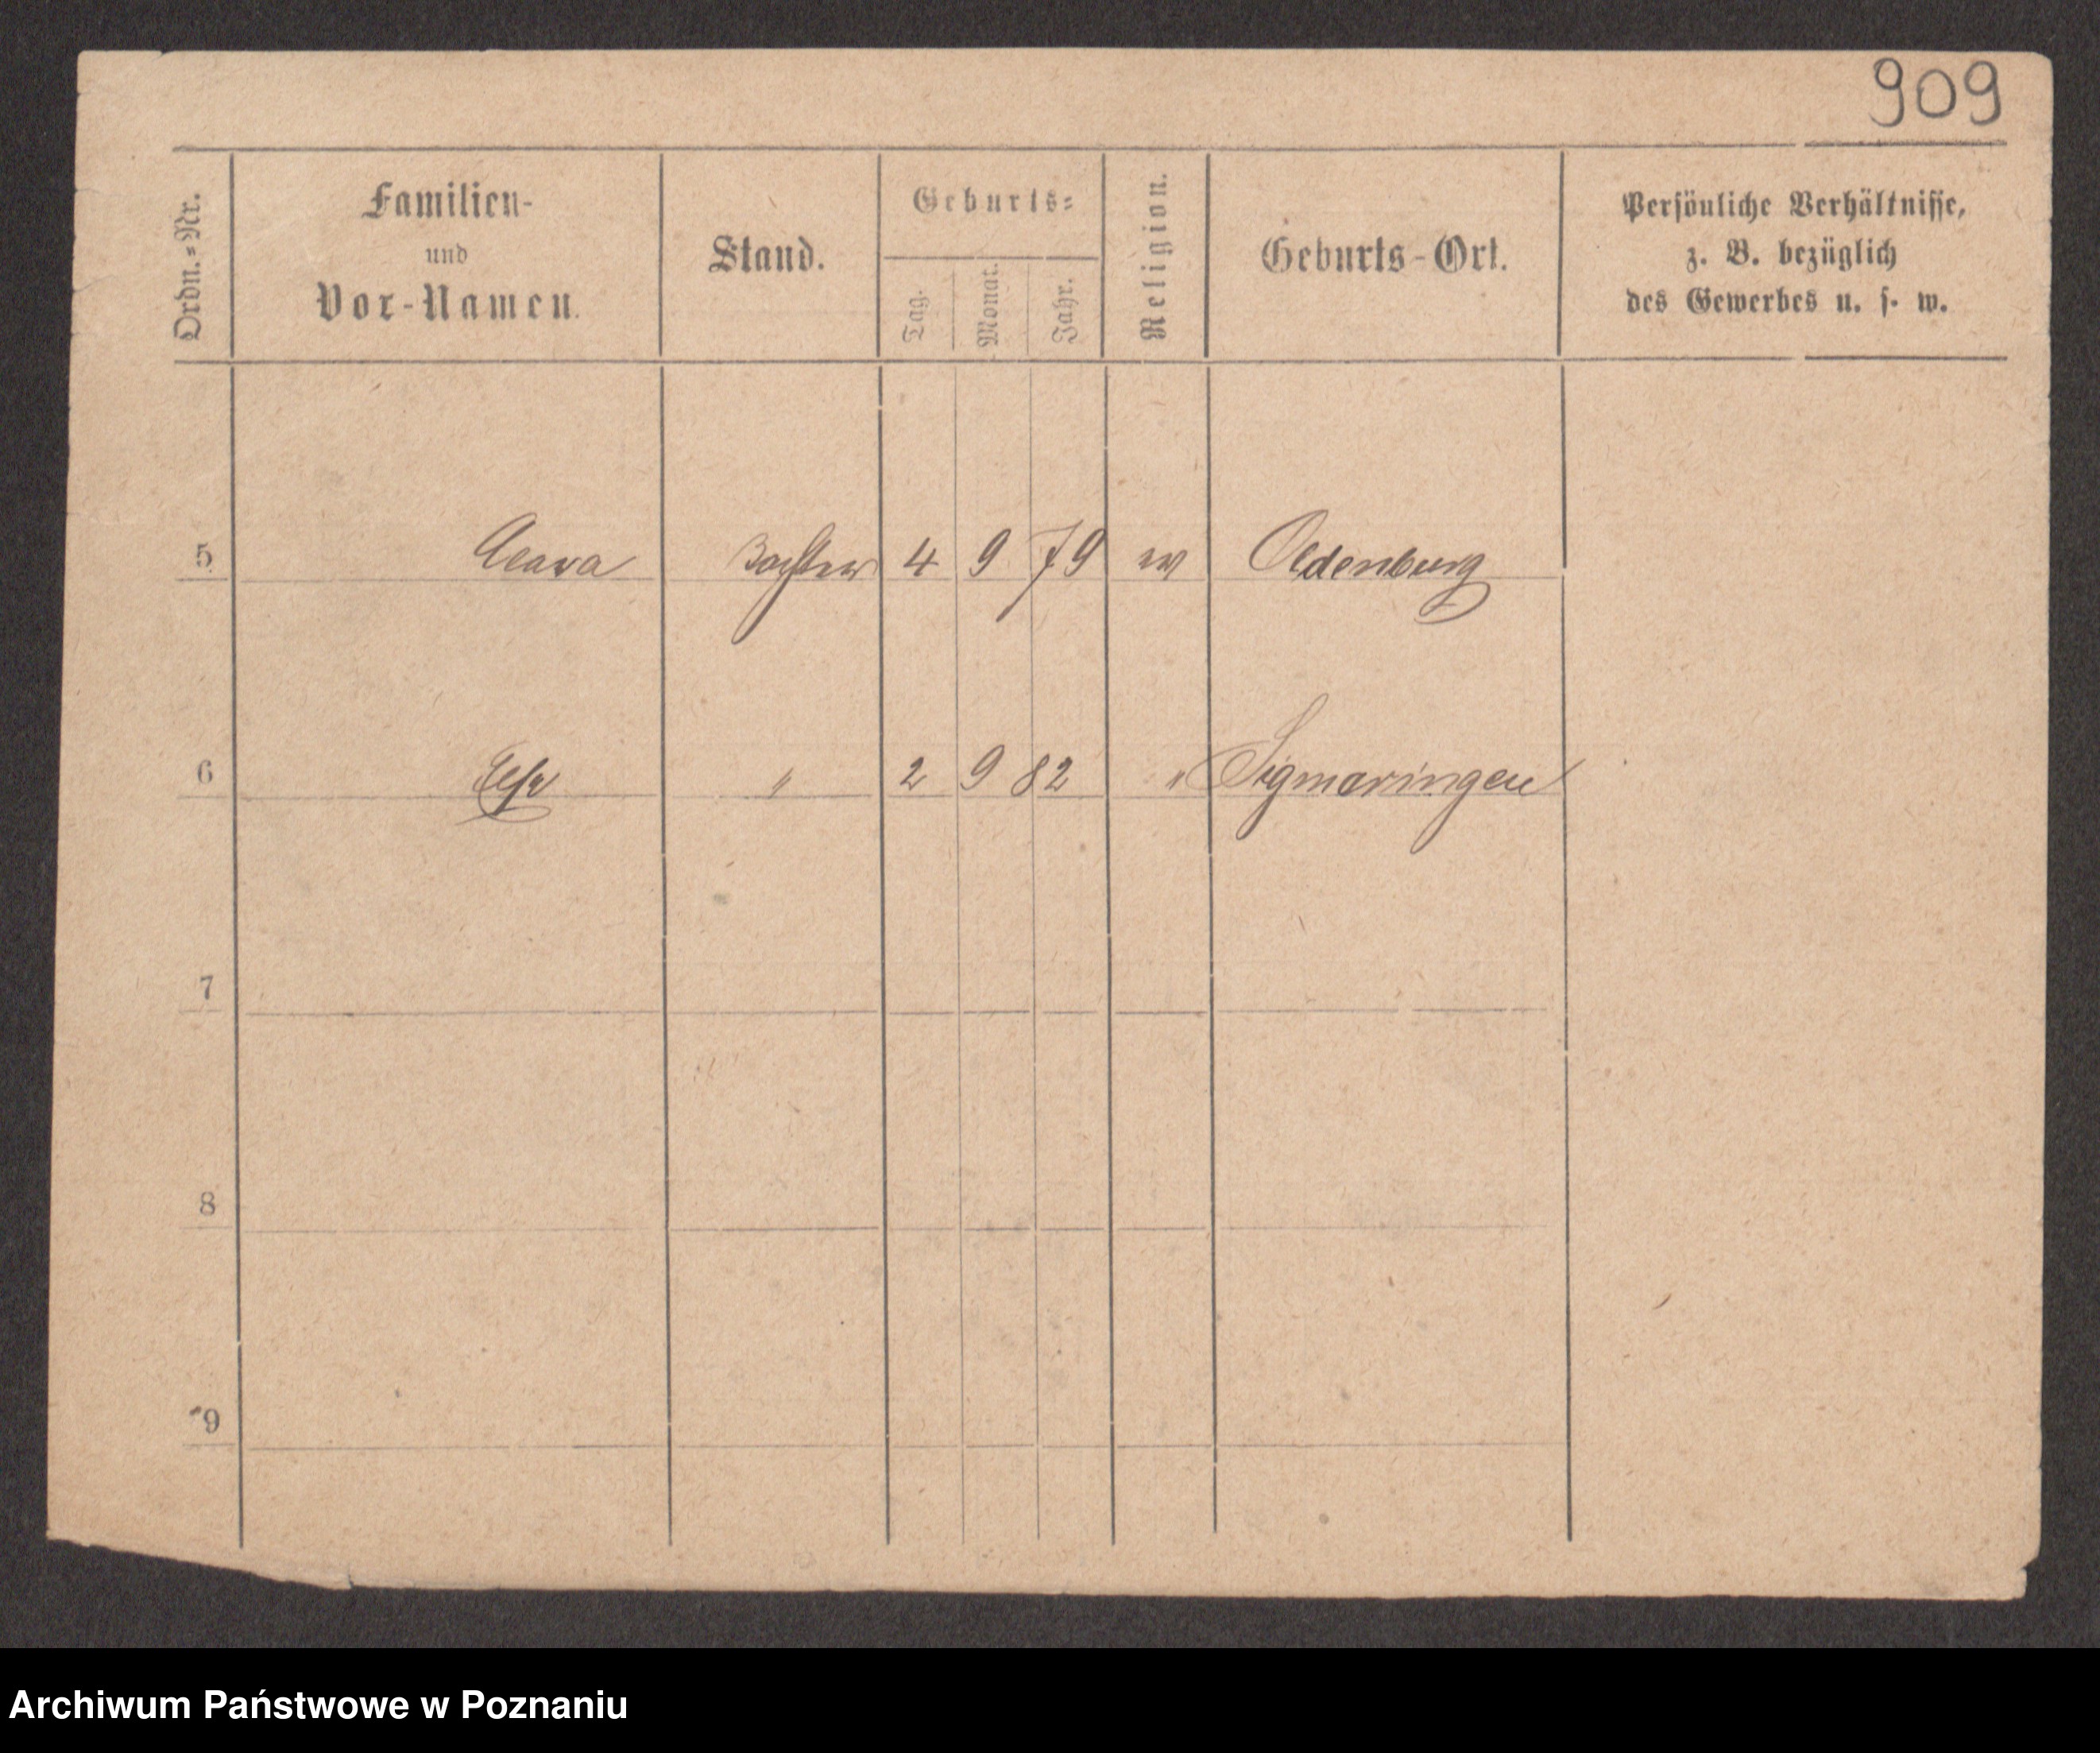 909
Ordn.=Nr.
Familien-
und
Vor-Namen.
Stand.
Geburts=
Tag.
Monat.
Jahr.
Religion.
Geburts-Ort.
Persönliche Verhältnisse,
z. B. bezüglich
des Gewerbes u. s. w.
5 Clara Tochter 4 9 79 ev Oldenburg
6 Else " 2 9 82 " Sigmaringen
7
8
9
Archiwum Państwowe w Poznaniu